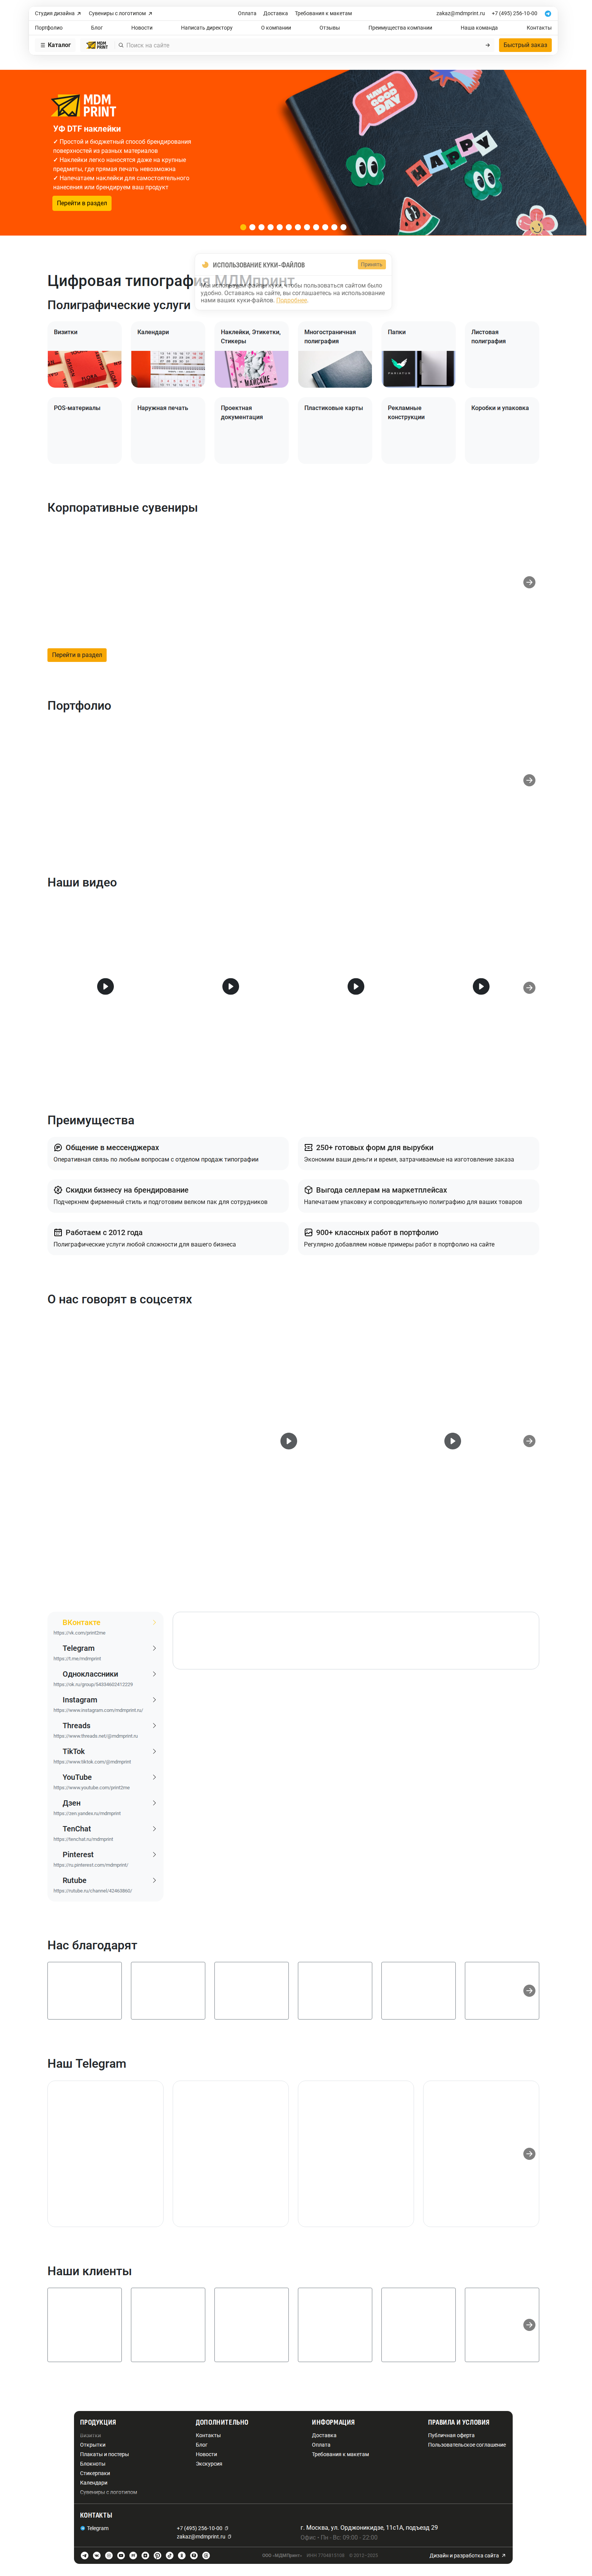 Студия дизайна
Сувениры с логотипом
Оплата
Доставка
Требования к макетам
zakaz@mdmprint.ru
+7 (495) 256-10-00
Портфолио
Блог
Новости
Написать директору
О компании
Отзывы
Преимущества компании
Наша команда
Контакты
Каталог
MDM PRINT
Поиск на сайте
Быстрый заказ
MDM
PRINT
УФ DTF наклейки
✓ Простой и бюджетный способ брендирования
поверхностей из разных материалов
✓ Наклейки легко наносятся даже на крупные
предметы, где прямая печать невозможна
✓ Напечатаем наклейки для самостоятельного
нанесения или брендируем ваш продукт
Перейти в раздел
HAVE A
GOOD
DAY
HAPPY
Цифровая типография МДМпринт
ИСПОЛЬЗОВАНИЕ КУКИ-ФАЙЛОВ
Принять
Мы используем файлы куки, чтобы пользоваться сайтом было
удобно. Оставаясь на сайте, вы соглашаетесь на использование
нами ваших куки-файлов. Подробнее.
Полиграфические услуги
Визитки
Календари
Наклейки, Этикетки,
Стикеры
Многостраничная
полиграфия
Папки
Листовая
полиграфия
МАЙСКИЕ
POS-материалы
Наружная печать
Проектная
документация
Пластиковые карты
Рекламные
конструкции
Коробки и упаковка
Корпоративные сувениры
Перейти в раздел
Портфолио
Наши видео
Преимущества
Общение в мессенджерах
Оперативная связь по любым вопросам с отделом продаж типографии
250+ готовых форм для вырубки
Экономим ваши деньги и время, затрачиваемые на изготовление заказа
Скидки бизнесу на брендирование
Подчеркнем фирменный стиль и подготовим велком пак для сотрудников
Выгода селлерам на маркетплейсах
Напечатаем упаковку и сопроводительную полиграфию для ваших товаров
Работаем с 2012 года
Полиграфические услуги любой сложности для вашего бизнеса
900+ классных работ в портфолио
Регулярно добавляем новые примеры работ в портфолио на сайте
О нас говорят в соцсетях
ВКонтакте
https://vk.com/print2me
Telegram
https://t.me/mdmprint
Одноклассники
https://ok.ru/group/54334602412229
Instagram
https://www.instagram.com/mdmprint.ru/
Threads
https://www.threads.net/@mdmprint.ru
TikTok
https://www.tiktok.com/@mdmprint
YouTube
https://www.youtube.com/print2me
Дзен
https://zen.yandex.ru/mdmprint
TenChat
https://tenchat.ru/mdmprint
Pinterest
https://ru.pinterest.com/mdmprint/
Rutube
https://rutube.ru/channel/42463860/
Нас благодарят
Наш Telegram
Наши клиенты
ПРОДУКЦИЯ
Визитки
Открытки
Плакаты и постеры
Блокноты
Стикерпаки
Календари
Сувениры с логотипом
ДОПОЛНИТЕЛЬНО
Контакты
Блог
Новости
Экскурсия
ИНФОРМАЦИЯ
Доставка
Оплата
Требования к макетам
ПРАВИЛА И УСЛОВИЯ
Публичная оферта
Пользовательское соглашение
КОНТАКТЫ
Telegram
+7 (495) 256-10-00
zakaz@mdmprint.ru
г. Москва, ул. Орджоникидзе, 11с1А, подъезд 29
Офис • Пн - Вс: 09:00 - 22:00
ООО «МДМПринт»
© 2012–2025
Дизайн и разработка сайта